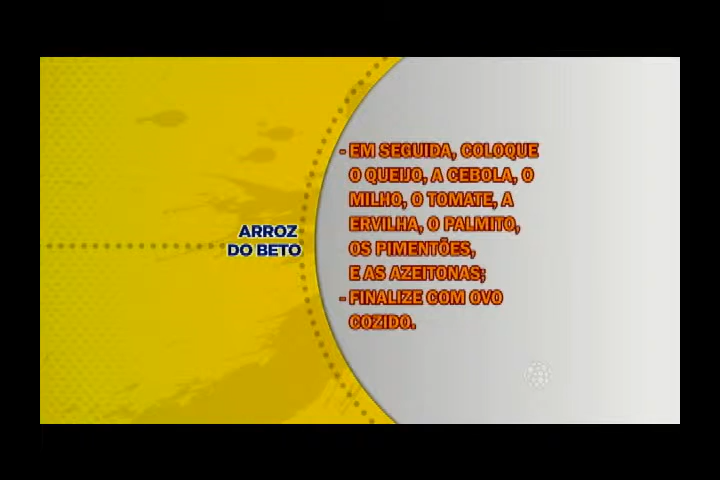 ARROZ
DO BETO
- EM SEGUIDA, COLOQUE
O QUEIJO, A CEBOLA, O
MILHO, O TOMATE, A
ERVILHA, O PALMITO,
OS PIMENTÕES,
E AS AZEITONAS;
- FINALIZE COM OVO
COZIDO.